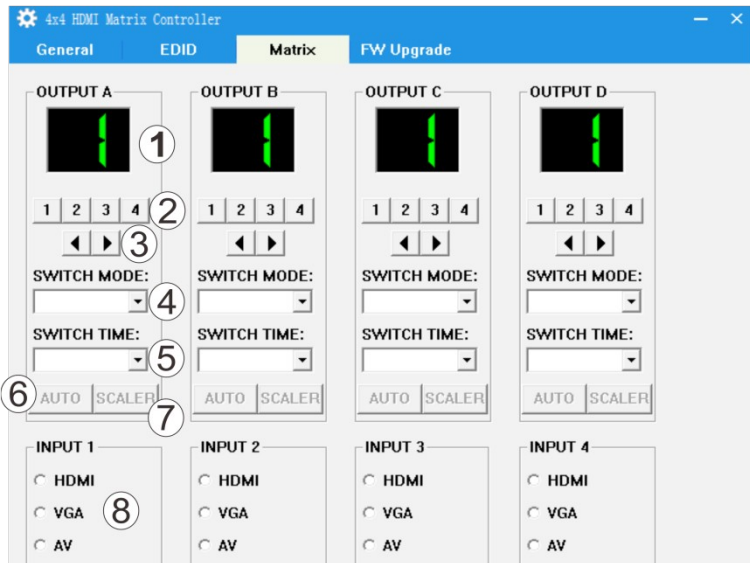 4x4 HDMI Matrix Controller
General EDID Matrix FW Upgrade
OUTPUT A OUTPUT B OUTPUT C OUTPUT D
1 1 1 1 1
1 2 3 4 2 1 2 3 4 1 2 3 4 1 2 3 4
3
SWITCH MODE: SWITCH MODE: SWITCH MODE: SWITCH MODE:
4
SWITCH TIME: SWITCH TIME: SWITCH TIME: SWITCH TIME:
5
6 AUTO SCALER AUTO SCALER AUTO SCALER AUTO SCALER
7
INPUT 1 INPUT 2 INPUT 3 INPUT 4
HDMI HDMI HDMI HDMI
VGA 8 VGA VGA VGA
AV AV AV AV